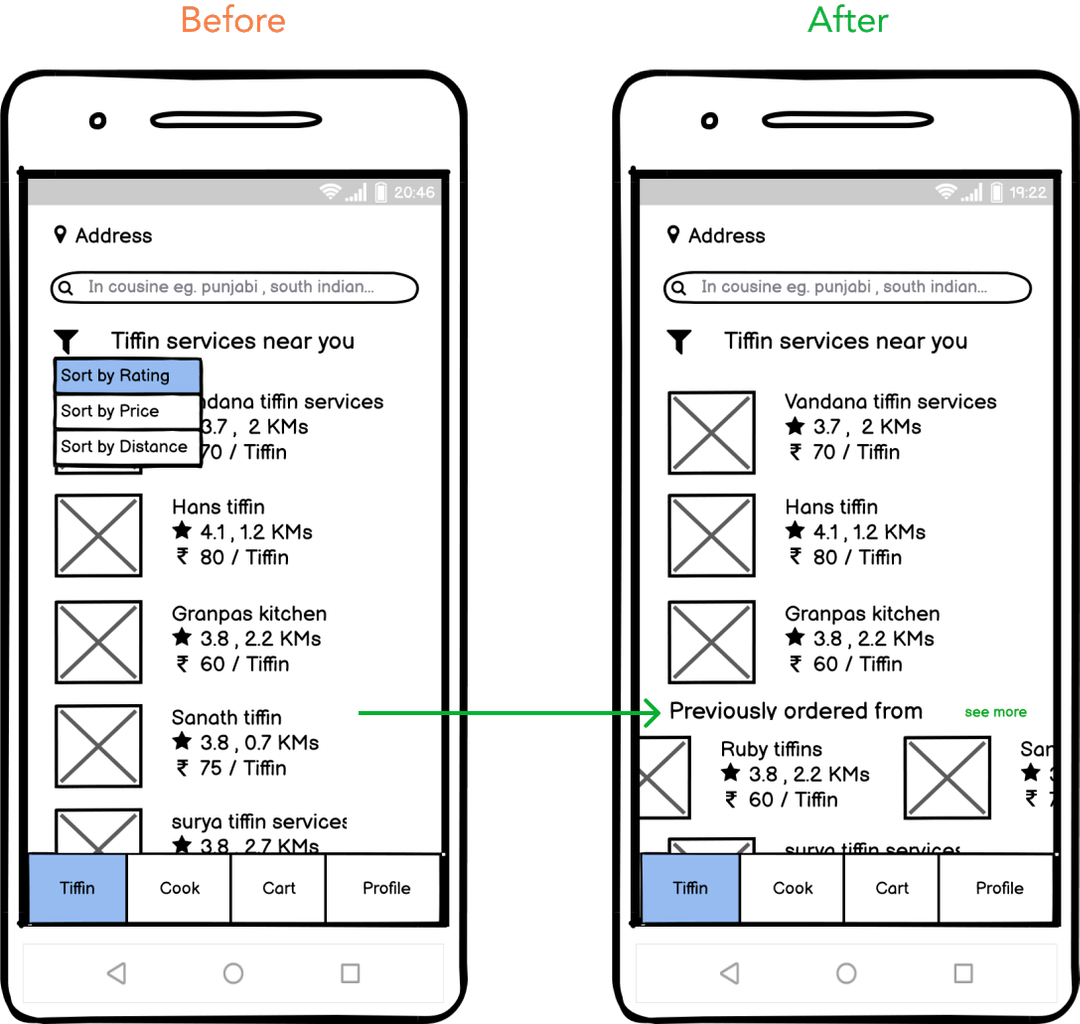 Before
20:46
Address
In cousine eg. punjabi , south indian...
Tiffin services near you
Sort by Rating
Sort by Price
Sort by Distance
ndana tiffin services
3.7 , 2 KMs
70 / Tiffin
Hans tiffin
★ 4.1 , 1.2 KMs
₹ 80 / Tiffin
Granpas kitchen
★ 3.8 , 2.2 KMs
₹ 60 / Tiffin
Sanath tiffin
★ 3.8 , 0.7 KMs
₹ 75 / Tiffin
surya tiffin services
★ 3.8 2.7 KMs
Tiffin Cook Cart Profile
After
19:22
Address
In cousine eg. punjabi , south indian...
Tiffin services near you
Vandana tiffin services
★ 3.7 , 2 KMs
₹ 70 / Tiffin
Hans tiffin
★ 4.1 , 1.2 KMs
₹ 80 / Tiffin
Granpas kitchen
★ 3.8 , 2.2 KMs
₹ 60 / Tiffin
Previously ordered from see more
Ruby tiffins
★ 3.8 , 2.2 KMs
₹ 60 / Tiffin
San
★ 3
₹ 7
surya tiffin services
Tiffin Cook Cart Profile